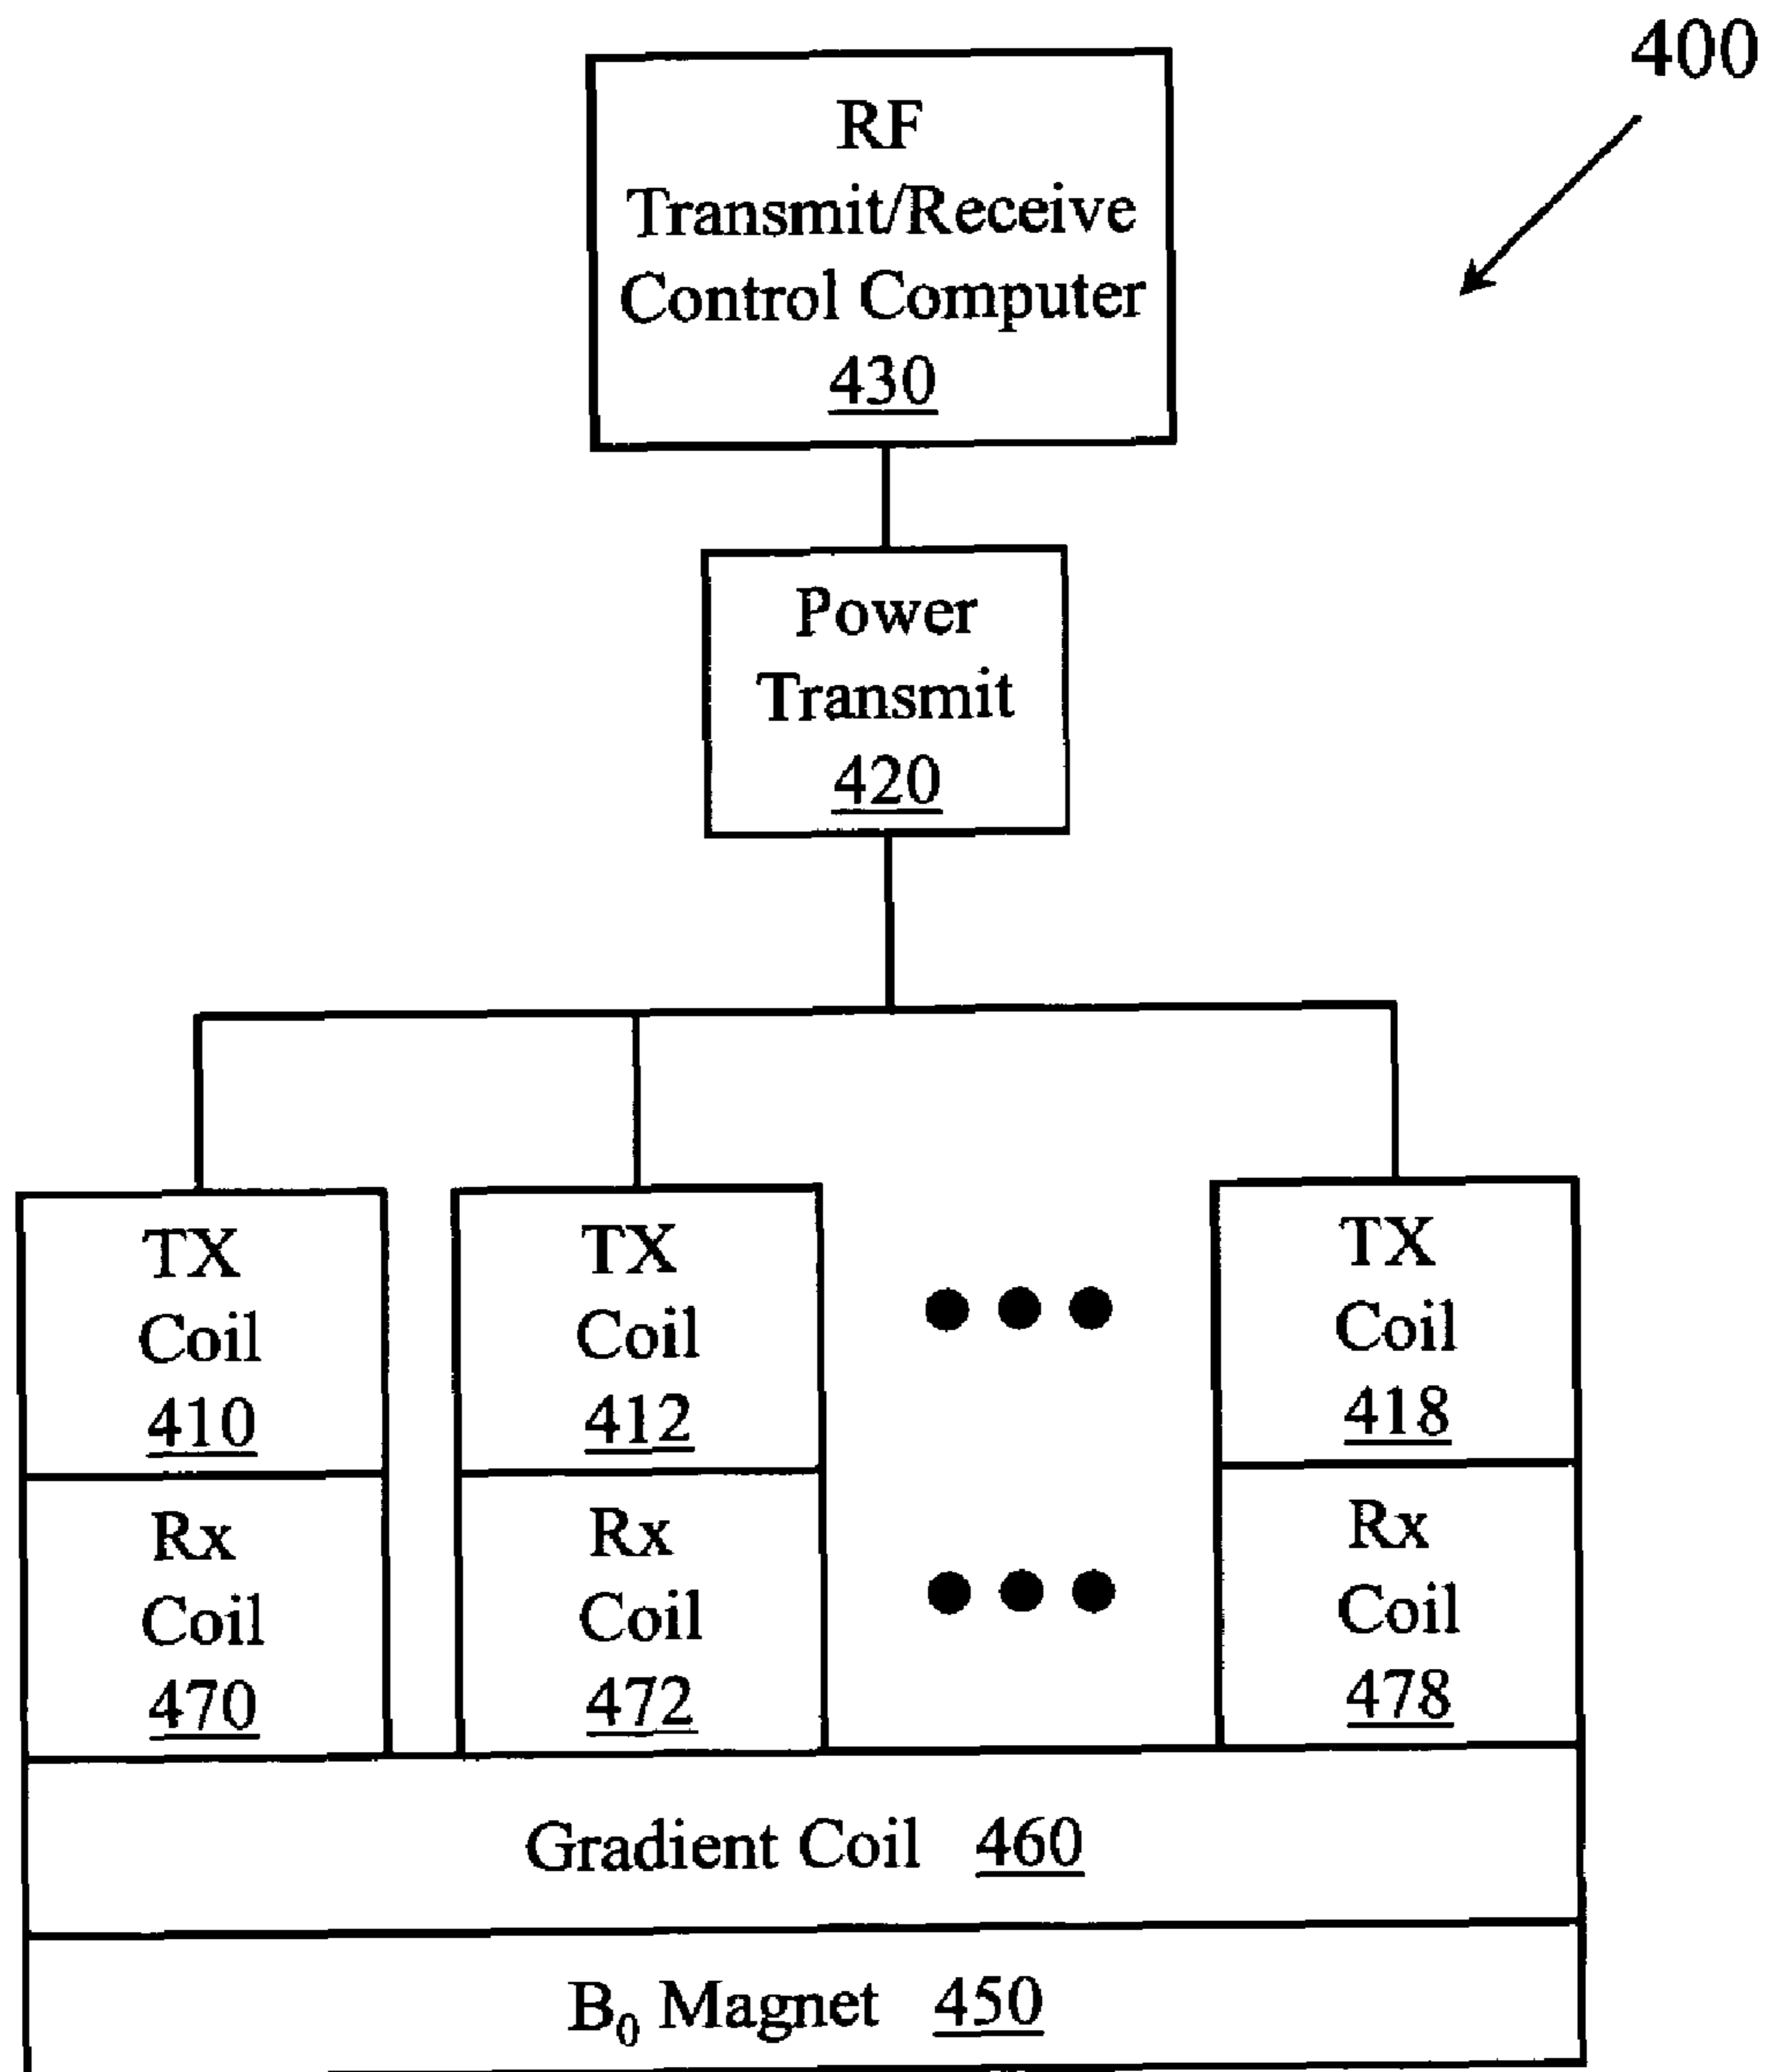 400
RF
Transmit/Receive
Control Computer
430
Power
Transmit
420
TX
Coil
410
TX
Coil
412
TX
Coil
418
Rx
Coil
470
Rx
Coil
472
Rx
Coil
478
Gradient Coil 460
B₀ Magnet 450